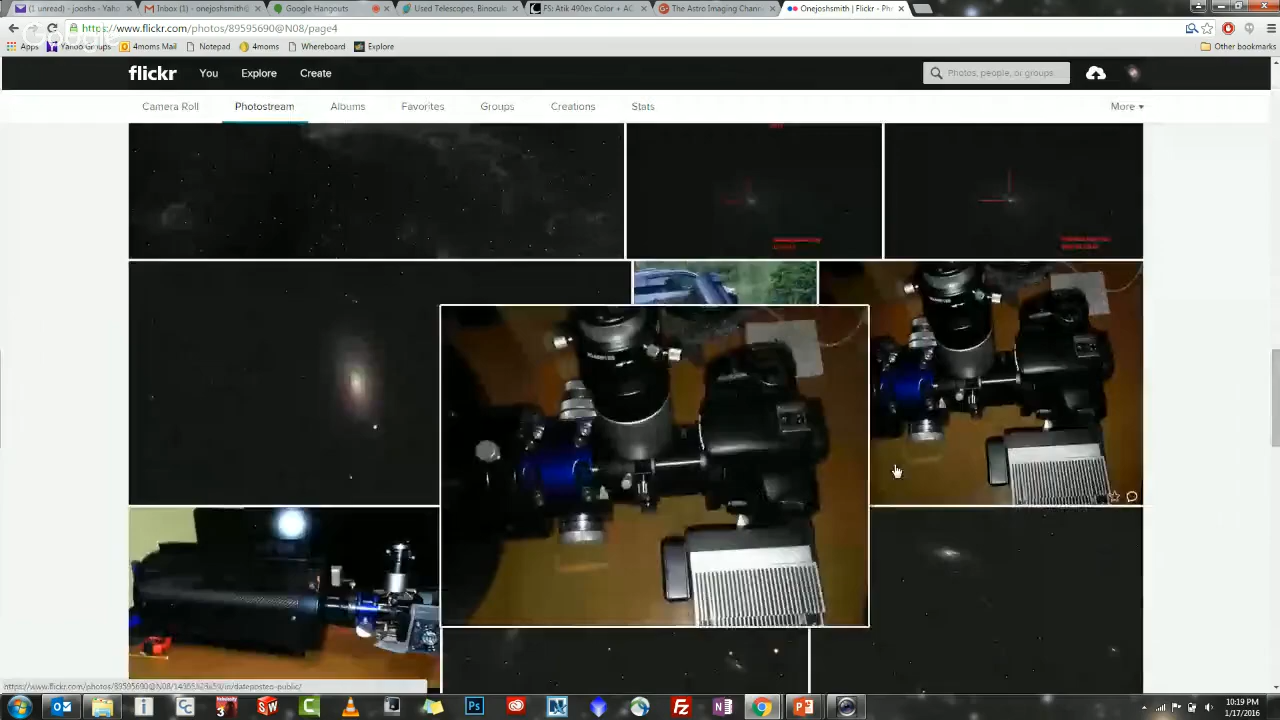 (1 unread) - jooshs - Yaho
Inbox (1) - onejoshsmith@
Google Hangouts
Used Telescopes, Binocula
FS: Atik 490ex Color + AC
The Astro Imaging Chann
Onejoshsmith | Flickr - Ph
https://www.flickr.com/photos/89595690@N08/page4
Apps
Yahoo Groups
4moms Mail
Notepad
4moms
Whereboard
Explore
Other bookmarks
Google
flickr
You
Explore
Create
Photos, people, or groups
Camera Roll
Photostream
Albums
Favorites
Groups
Creations
Stats
More
10:19 PM
1/17/2016